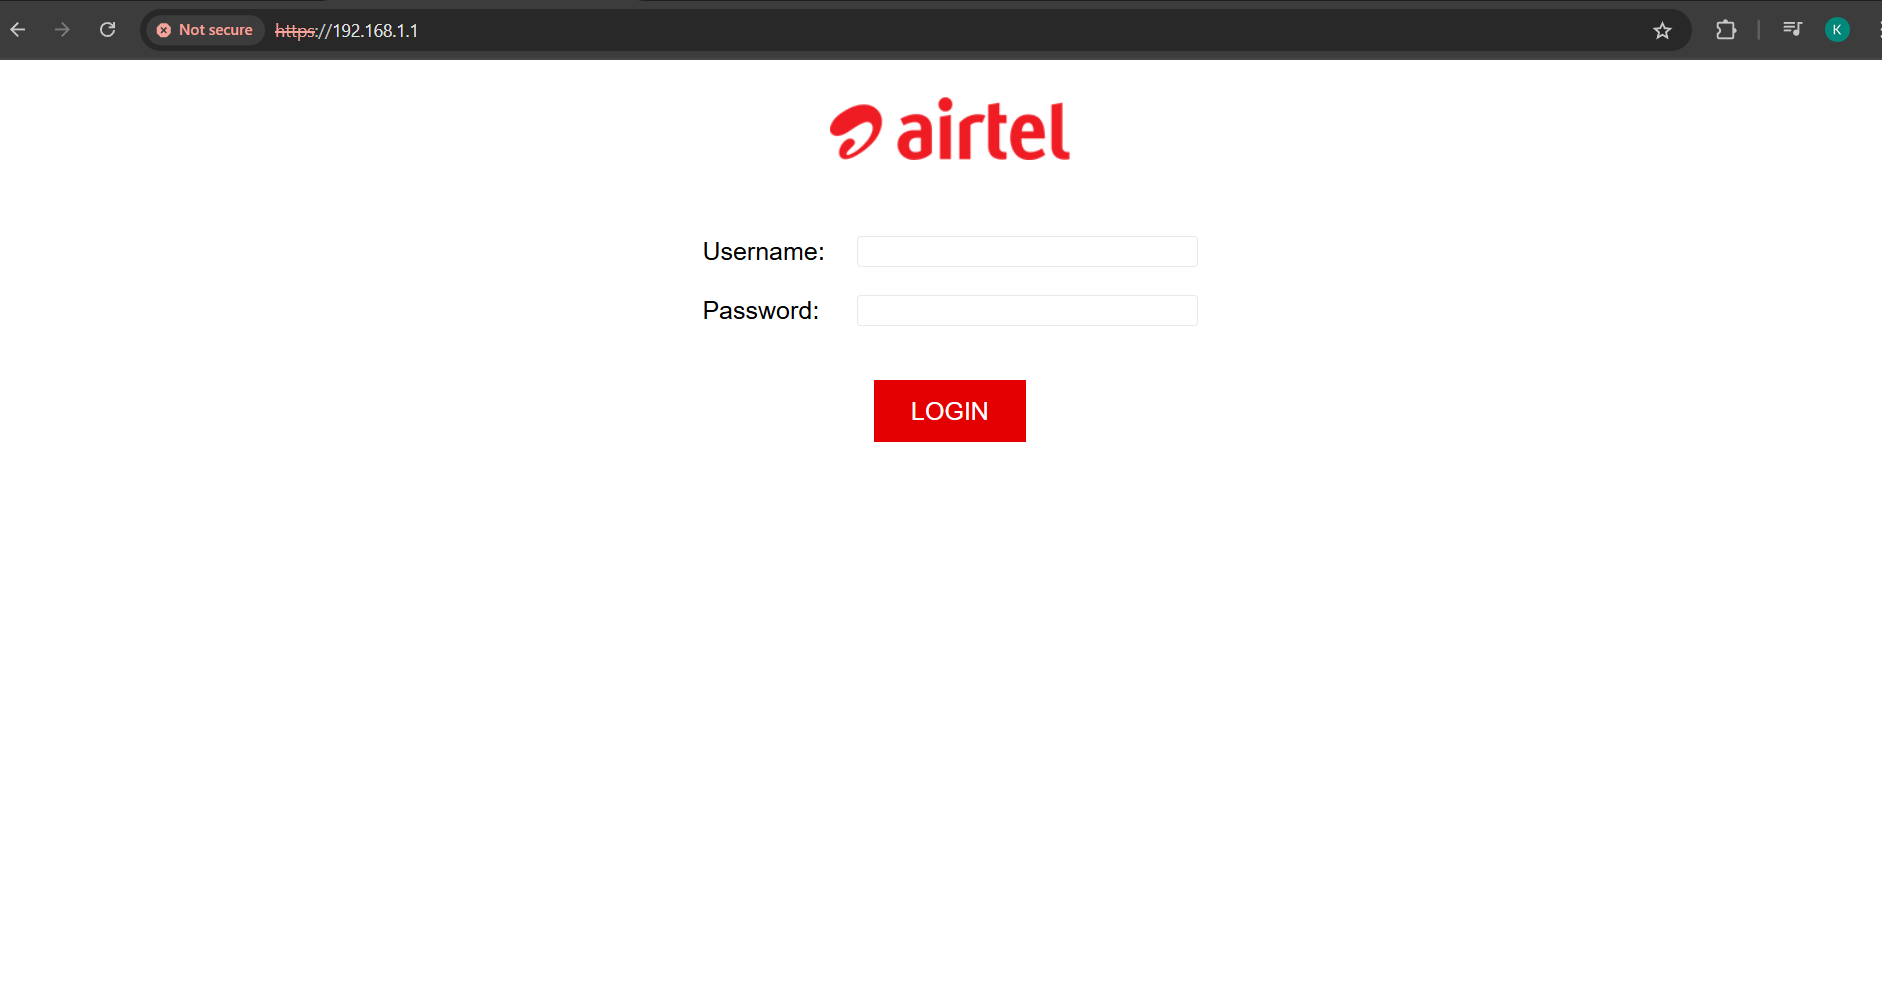 Not secure https://192.168.1.1
K
airtel
Username:
Password:
LOGIN